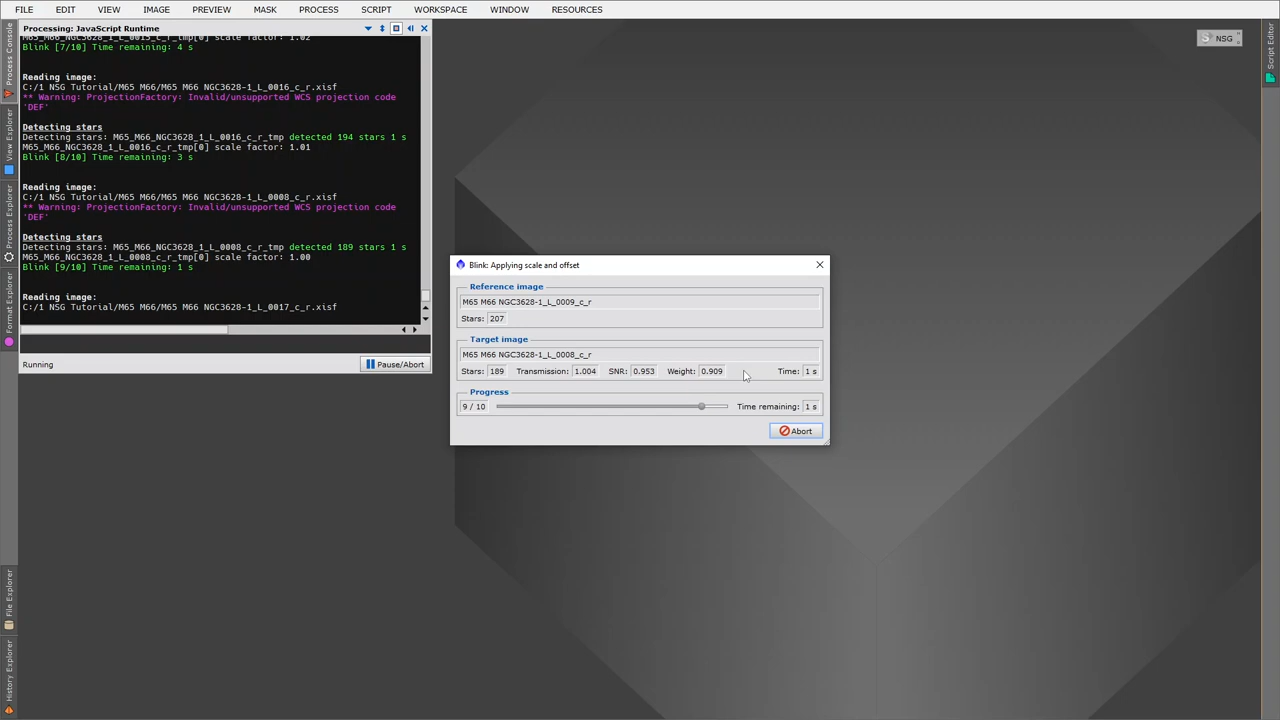 FILE EDIT VIEW IMAGE PREVIEW MASK PROCESS SCRIPT WORKSPACE WINDOW RESOURCES
Processing: JavaScript Runtime
M65_M66_NGC3628_1_L_0015_c_r_tmp[0] scale factor: 1.02
Blink [7/10] Time remaining: 4 s
Reading image:
C:/1 NSG Tutorial/M65 M66/M65 M66 NGC3628-1_L_0016_c_r.xisf
** Warning: ProjectionFactory: Invalid/unsupported WCS projection code
'DEF'
Detecting stars
Detecting stars: M65_M66_NGC3628_1_L_0016_c_r_tmp detected 194 stars 1 s
M65_M66_NGC3628_1_L_0016_c_r_tmp[0] scale factor: 1.01
Blink [8/10] Time remaining: 3 s
Reading image:
C:/1 NSG Tutorial/M65 M66/M65 M66 NGC3628-1_L_0008_c_r.xisf
** Warning: ProjectionFactory: Invalid/unsupported WCS projection code
'DEF'
Detecting stars
Detecting stars: M65_M66_NGC3628_1_L_0008_c_r_tmp detected 189 stars 1 s
M65_M66_NGC3628_1_L_0008_c_r_tmp[0] scale factor: 1.00
Blink [9/10] Time remaining: 1 s
Reading image:
C:/1 NSG Tutorial/M65 M66/M65 M66 NGC3628-1_L_0017_c_r.xisf
Running
Pause/Abort
Process Console
View Explorer
Process Explorer
Format Explorer
File Explorer
History Explorer
Blink: Applying scale and offset
Reference image
M65 M66 NGC3628-1_L_0009_c_r
Stars: 207
Target image
M65 M66 NGC3628-1_L_0008_c_r
Stars: 189 Transmission: 1.004 SNR: 0.953 Weight: 0.909 Time: 1 s
Progress
9 / 10 Time remaining: 1 s
Abort
S NSG
Script Editor